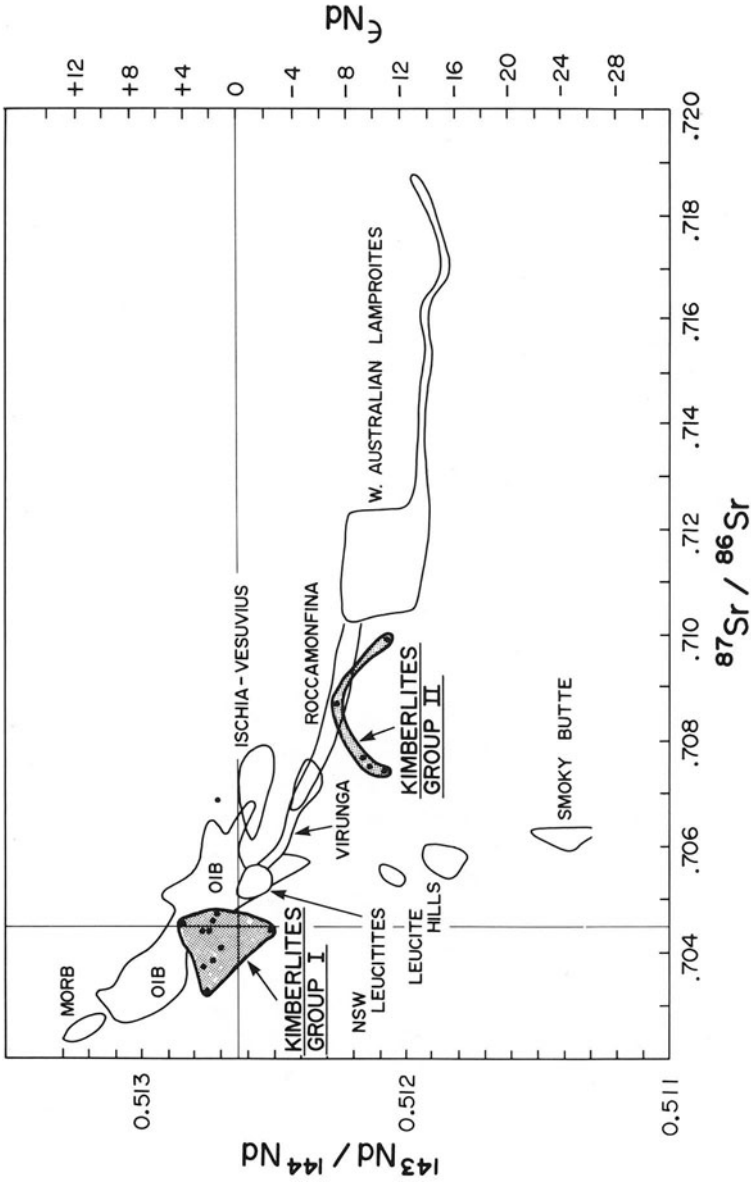 ϵNd
+12
+8
+4
0
-4
-8
-12
-16
-20
-24
-28
MORB
OIB
OIB
ISCHIA-VESUVIUS
KIMBERLITES
GROUP I
NSW
LEUCITITES
LEUCITE
HILLS
VIRUNGA
ROCCAMONFINA
KIMBERLITES
GROUP II
SMOKY BUTTE
W. AUSTRALIAN LAMPROITES
0.513
0.512
0.511
¹⁴³Nd / ¹⁴⁴Nd
.704
.706
.708
.710
.712
.714
.716
.718
.720
⁸⁷Sr / ⁸⁶Sr